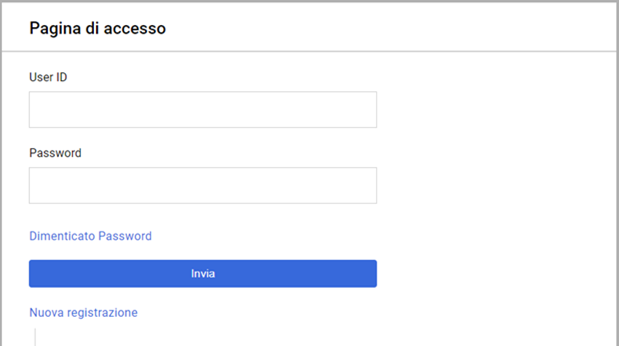 Pagina di accesso
User ID
Password
Dimenticato Password
Invia
Nuova registrazione